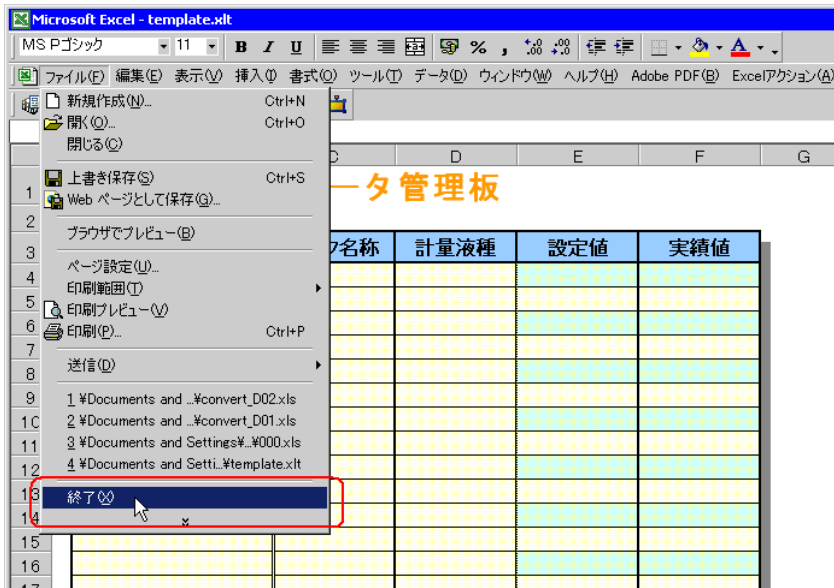 Microsoft Excel - template.xlt
MS Pゴシック 11 B I U % ,
ファイル(F) 編集(E) 表示(V) 挿入(I) 書式(O) ツール(T) データ(D) ウィンドウ(W) ヘルプ(H) Adobe PDF(B) Excelアクション(A)
新規作成(N)... Ctrl+N
開く(O)... Ctrl+O
閉じる(C)
上書き保存(S) Ctrl+S
Web ページとして保存(G)...
ブラウザでプレビュー(B)
ページ設定(U)...
印刷範囲(T)
印刷プレビュー(V)
印刷(P)... Ctrl+P
送信(D)
1 ¥Documents and ...¥convert_D02.xls
2 ¥Documents and ...¥convert_D01.xls
3 ¥Documents and Settings¥...¥000.xls
4 ¥Documents and Setti...¥template.xlt
終了(X)
D E F G
ータ管理板
名称 計量液種 設定値 実績値
1
2
3
4
5
6
7
8
9
10
11
12
13
14
15
16